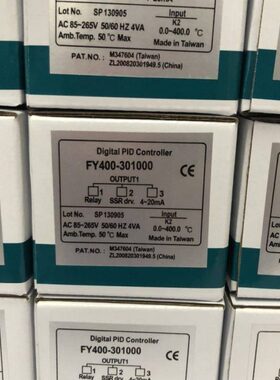 Lot No. SP130905
AC 85~265V 50/60 HZ 4VA
Amb.Temp. 50℃ Max
Input
K2
0.0~400.0 ℃
Made in Taiwan
PAT.NO.: M347604 (Taiwan)
ZL200820301949.5 (China)
Digital PID Controller
FY400-301000
OUTPUT1
1 2 3
Relay SSR drv. 4~20mA
CE
Lot No. SP130905
AC 85~265V 50/60 HZ 4VA
Amb.Temp. 50℃ Max
Input
K2
0.0~400.0 ℃
Made in Taiwan
PAT.NO.: M347604 (Taiwan)
ZL200820301949.5 (China)
Digital PID Controller
FY400-301000
OUTPUT1
1 2 3
Relay SSR drv. 4~20mA
CE